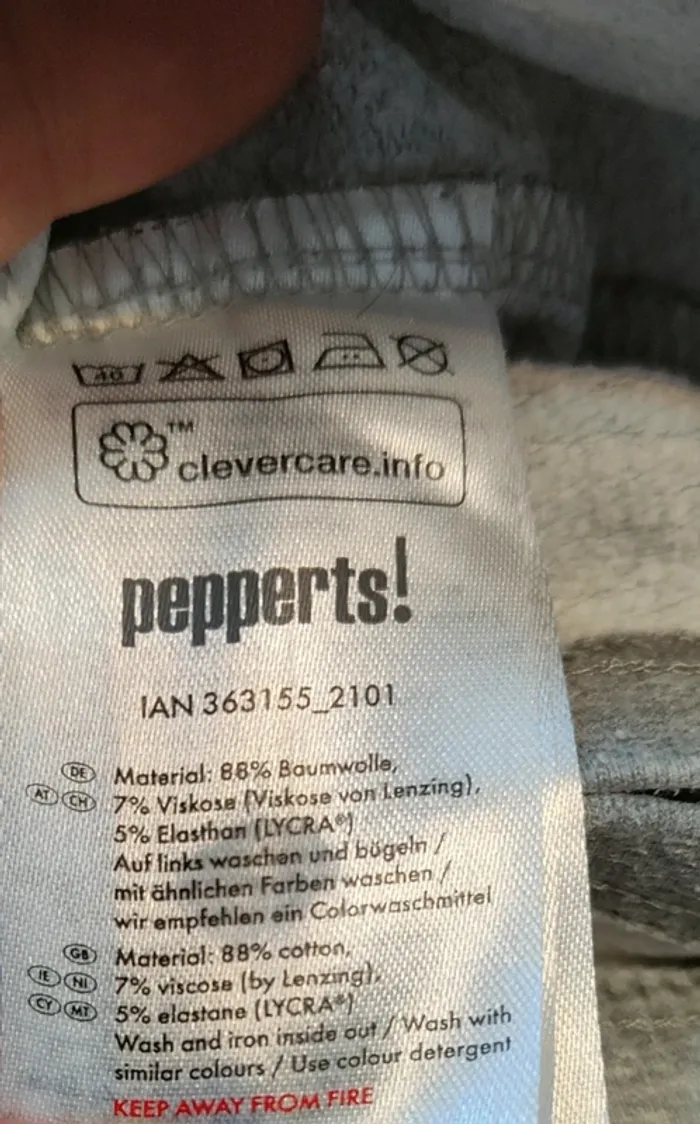 40
™
clevercare.info
pepperts!
IAN 363155_2101
DE Material: 88% Baumwolle,
AT CH 7% Viskose (Viskose von Lenzing),
5% Elasthan (LYCRA®)
Auf links waschen und bügeln /
mit ähnlichen Farben waschen /
wir empfehlen ein Colorwaschmittel
GB Material: 88% cotton,
IE NI 7% viscose (by Lenzing),
CY MT 5% elastane (LYCRA®)
Wash and iron inside out / Wash with
similar colours / Use colour detergent
KEEP AWAY FROM FIRE